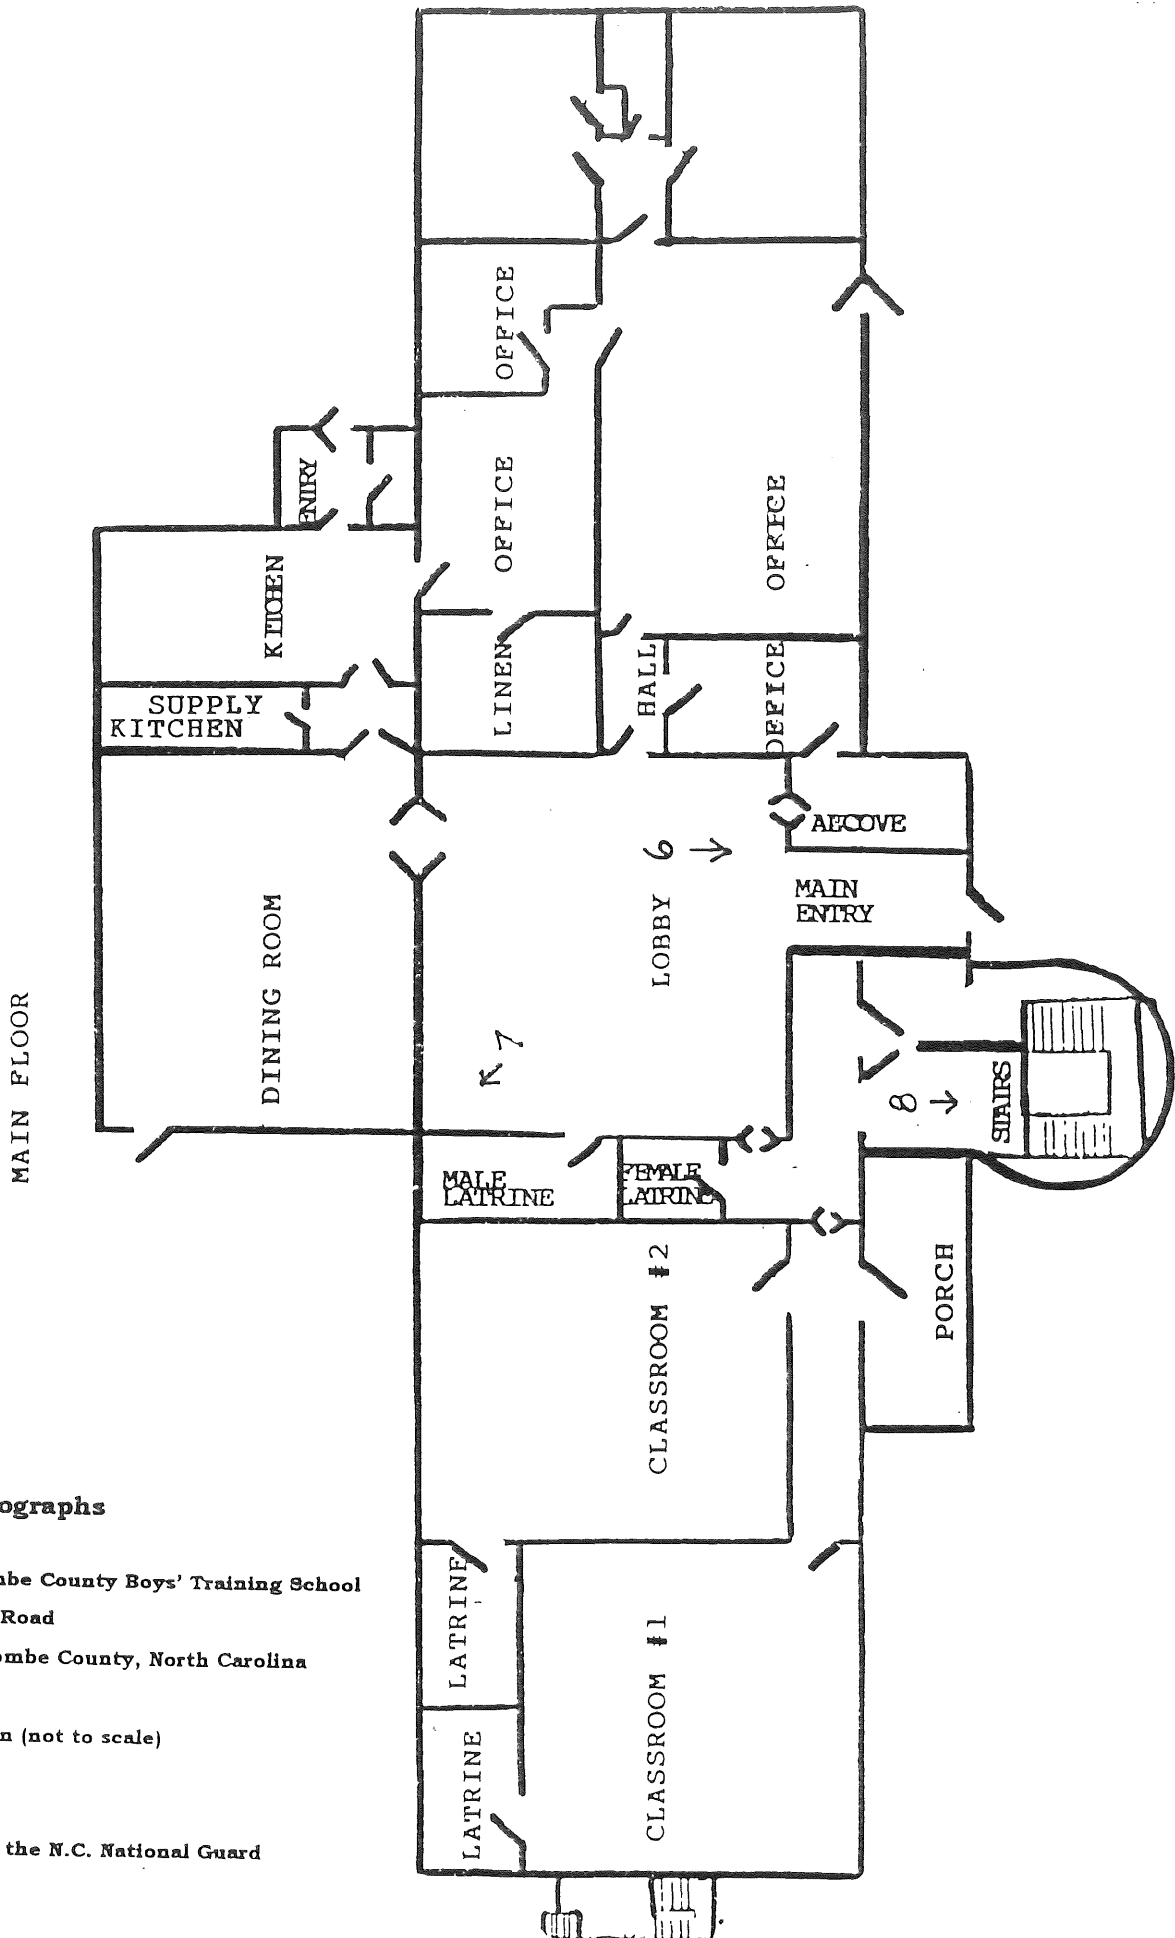 MAIN FLOOR
OFFICE
ENTRY
OFFICE
OFFICE
KITCHEN
SUPPLY
KITCHEN
LINEN
HALL
OFFICE
ALCOVE
6
MAIN
ENTRY
LOBBY
DINING ROOM
7
8
STAIRS
MALE
LATRINE
FEMALE
LATRINE
PORCH
CLASSROOM #2
LATRINE
CLASSROOM #1
LATRINE
ographs
mbe County Boys' Training School
Road
ombe County, North Carolina
n (not to scale)
the N.C. National Guard